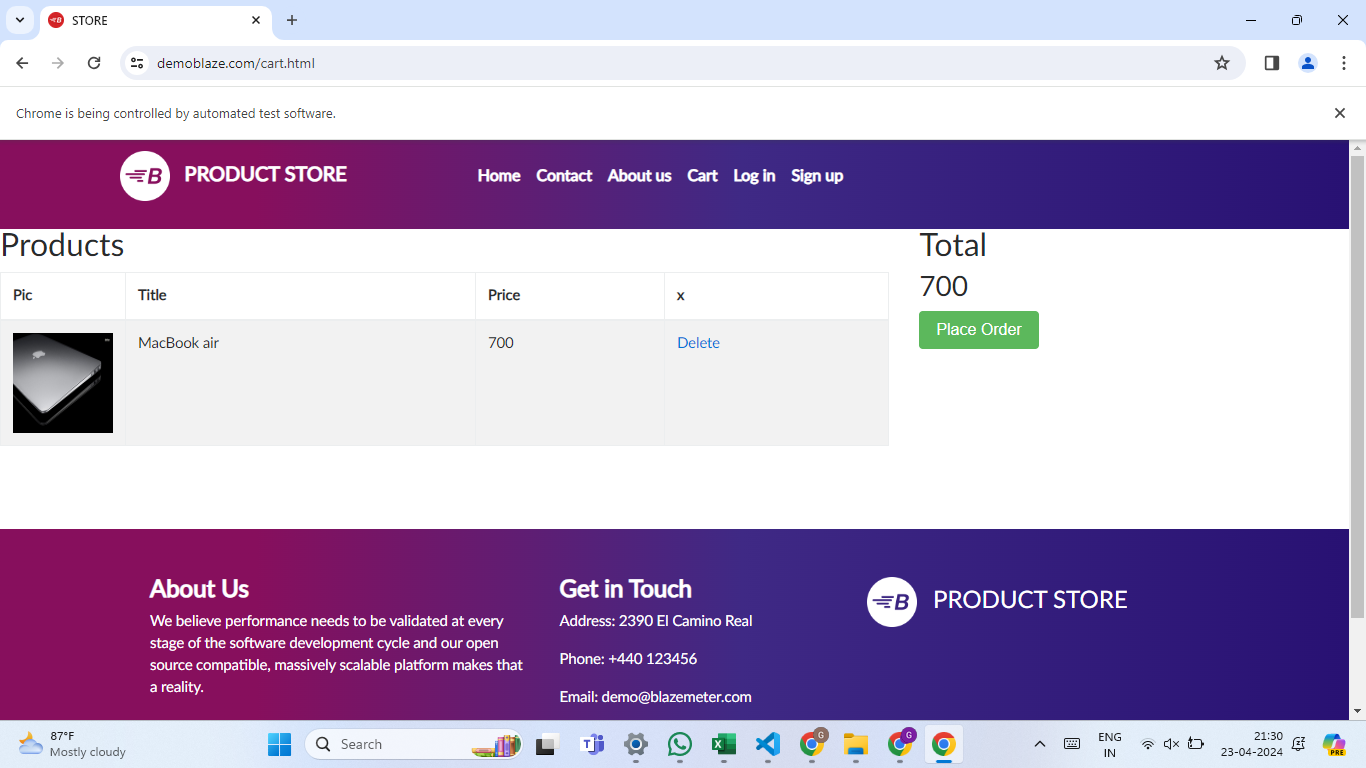 STORE
demoblaze.com/cart.html
Chrome is being controlled by automated test software.
B PRODUCT STORE Home Contact About us Cart Log in Sign up
Products
Pic Title Price x
MacBook air 700 Delete
Total
700
Place Order
About Us
We believe performance needs to be validated at every
stage of the software development cycle and our open
source compatible, massively scalable platform makes that
a reality.
Get in Touch
Address: 2390 El Camino Real
Phone: +440 123456
Email: demo@blazemeter.com
B PRODUCT STORE
87°F
Mostly cloudy
Search
G
G
ENG
IN
21:30
23-04-2024
PRE